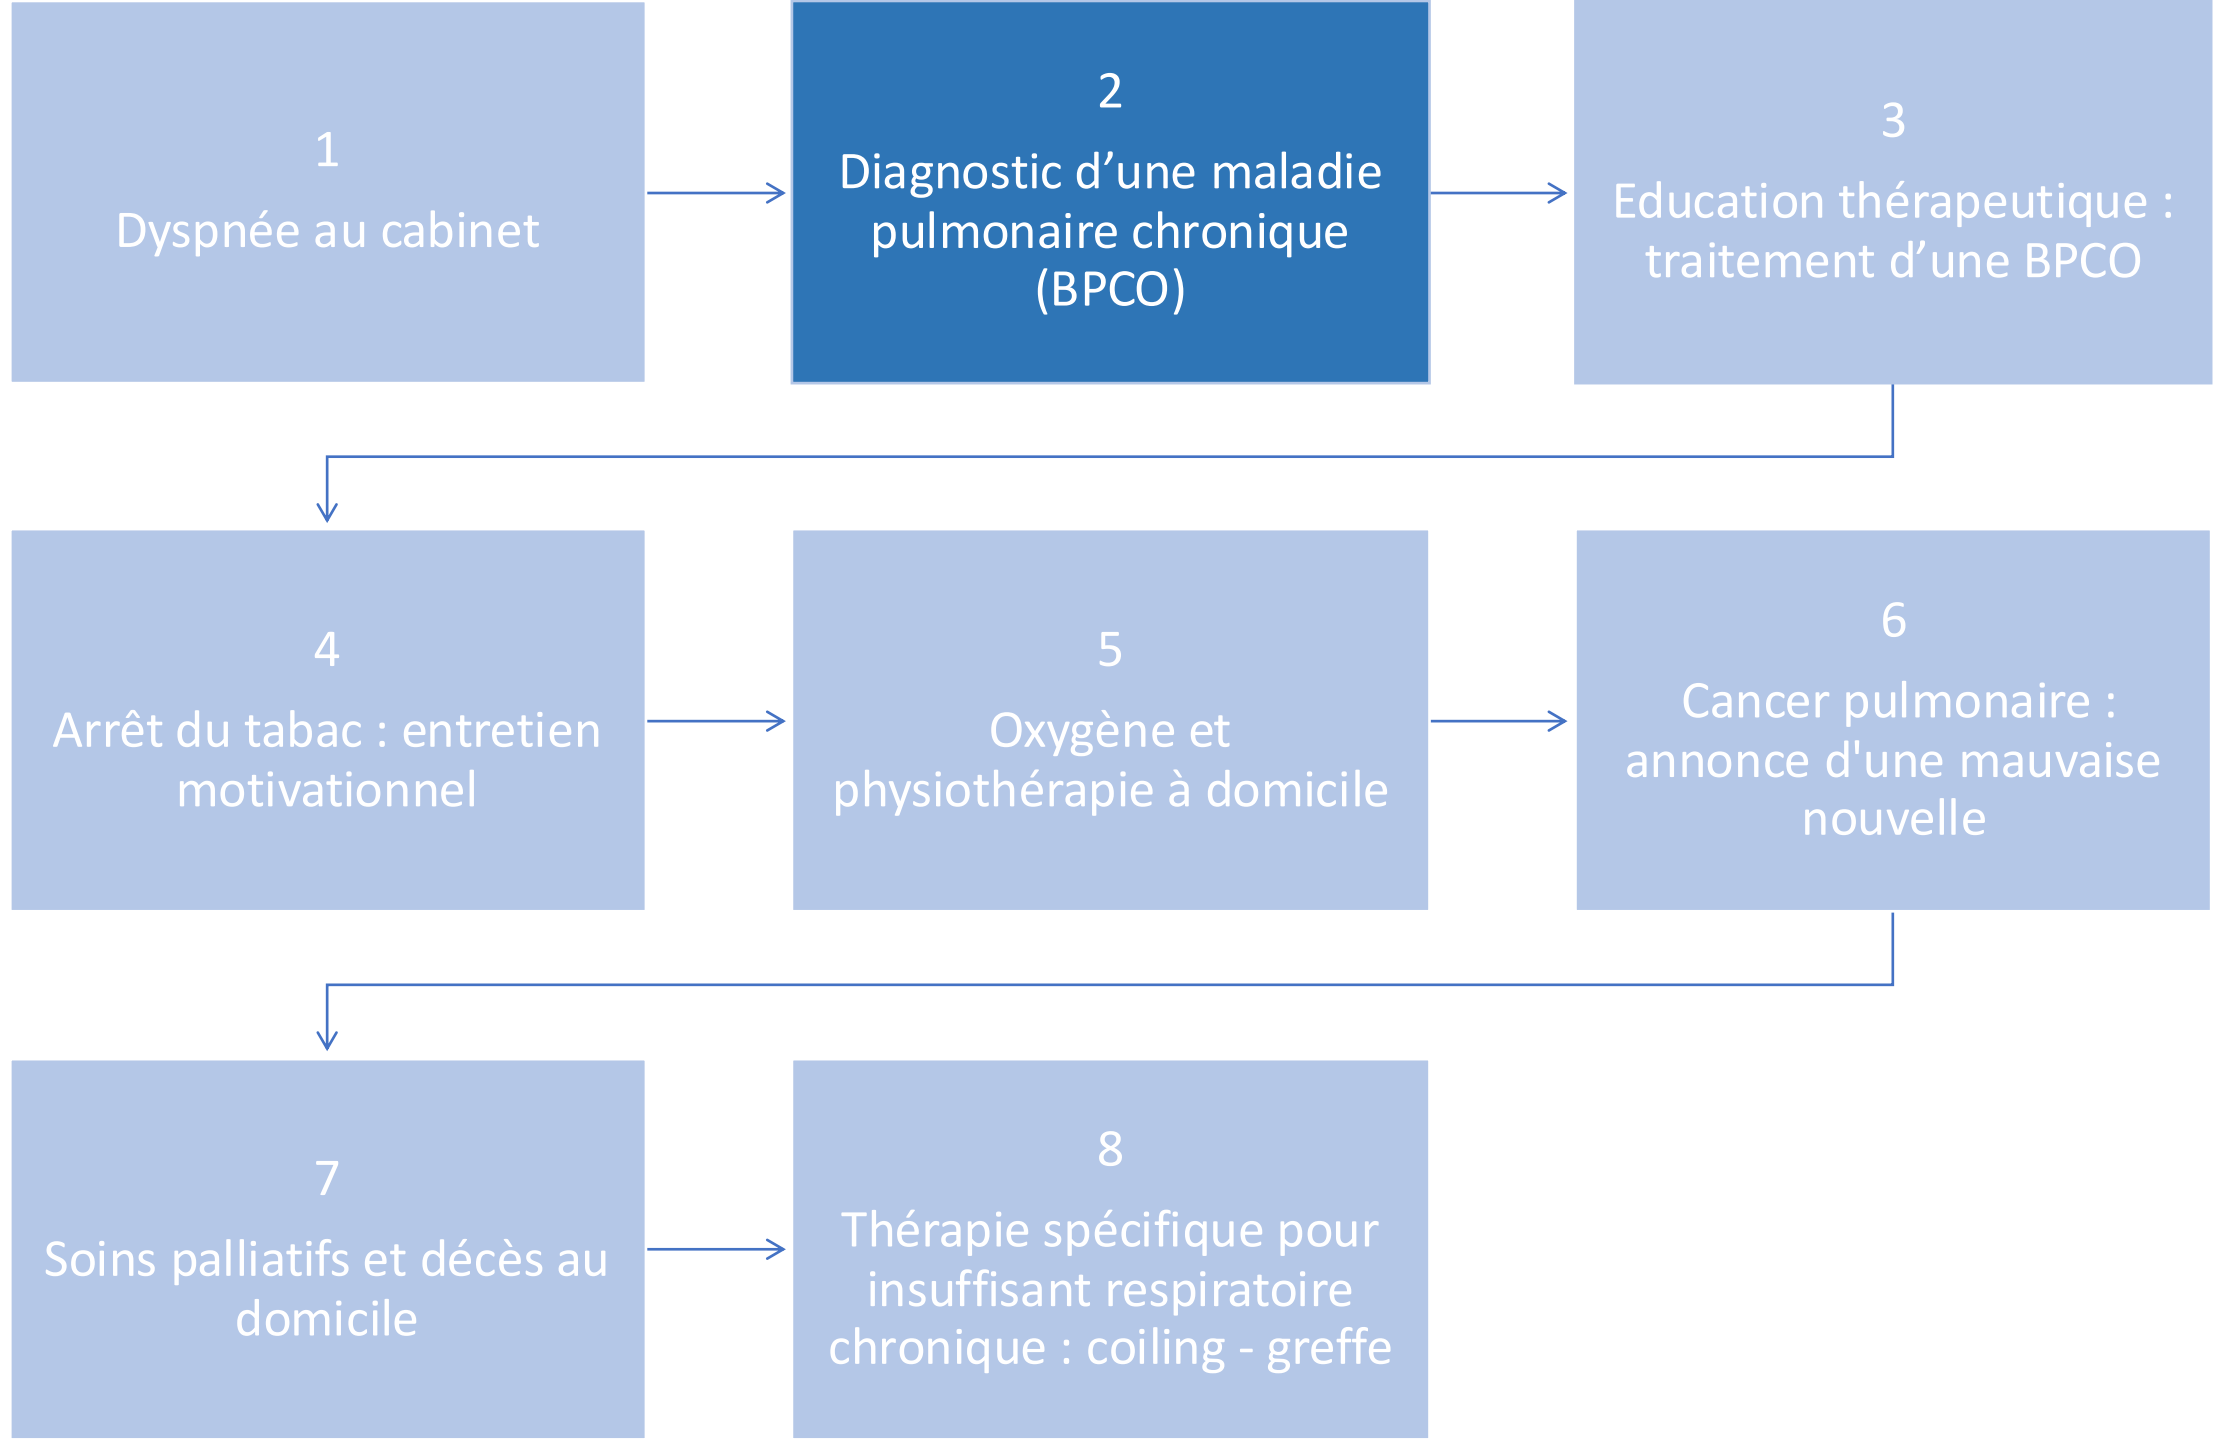 1
Dyspnée au cabinet
2
Diagnostic d’une maladie
pulmonaire chronique
(BPCO)
3
Education thérapeutique :
traitement d’une BPCO
4
Arrêt du tabac : entretien
motivationnel
5
Oxygène et
physiothérapie à domicile
6
Cancer pulmonaire :
annonce d'une mauvaise
nouvelle
7
Soins palliatifs et décès au
domicile
8
Thérapie spécifique pour
insuffisant respiratoire
chronique : coiling - greffe